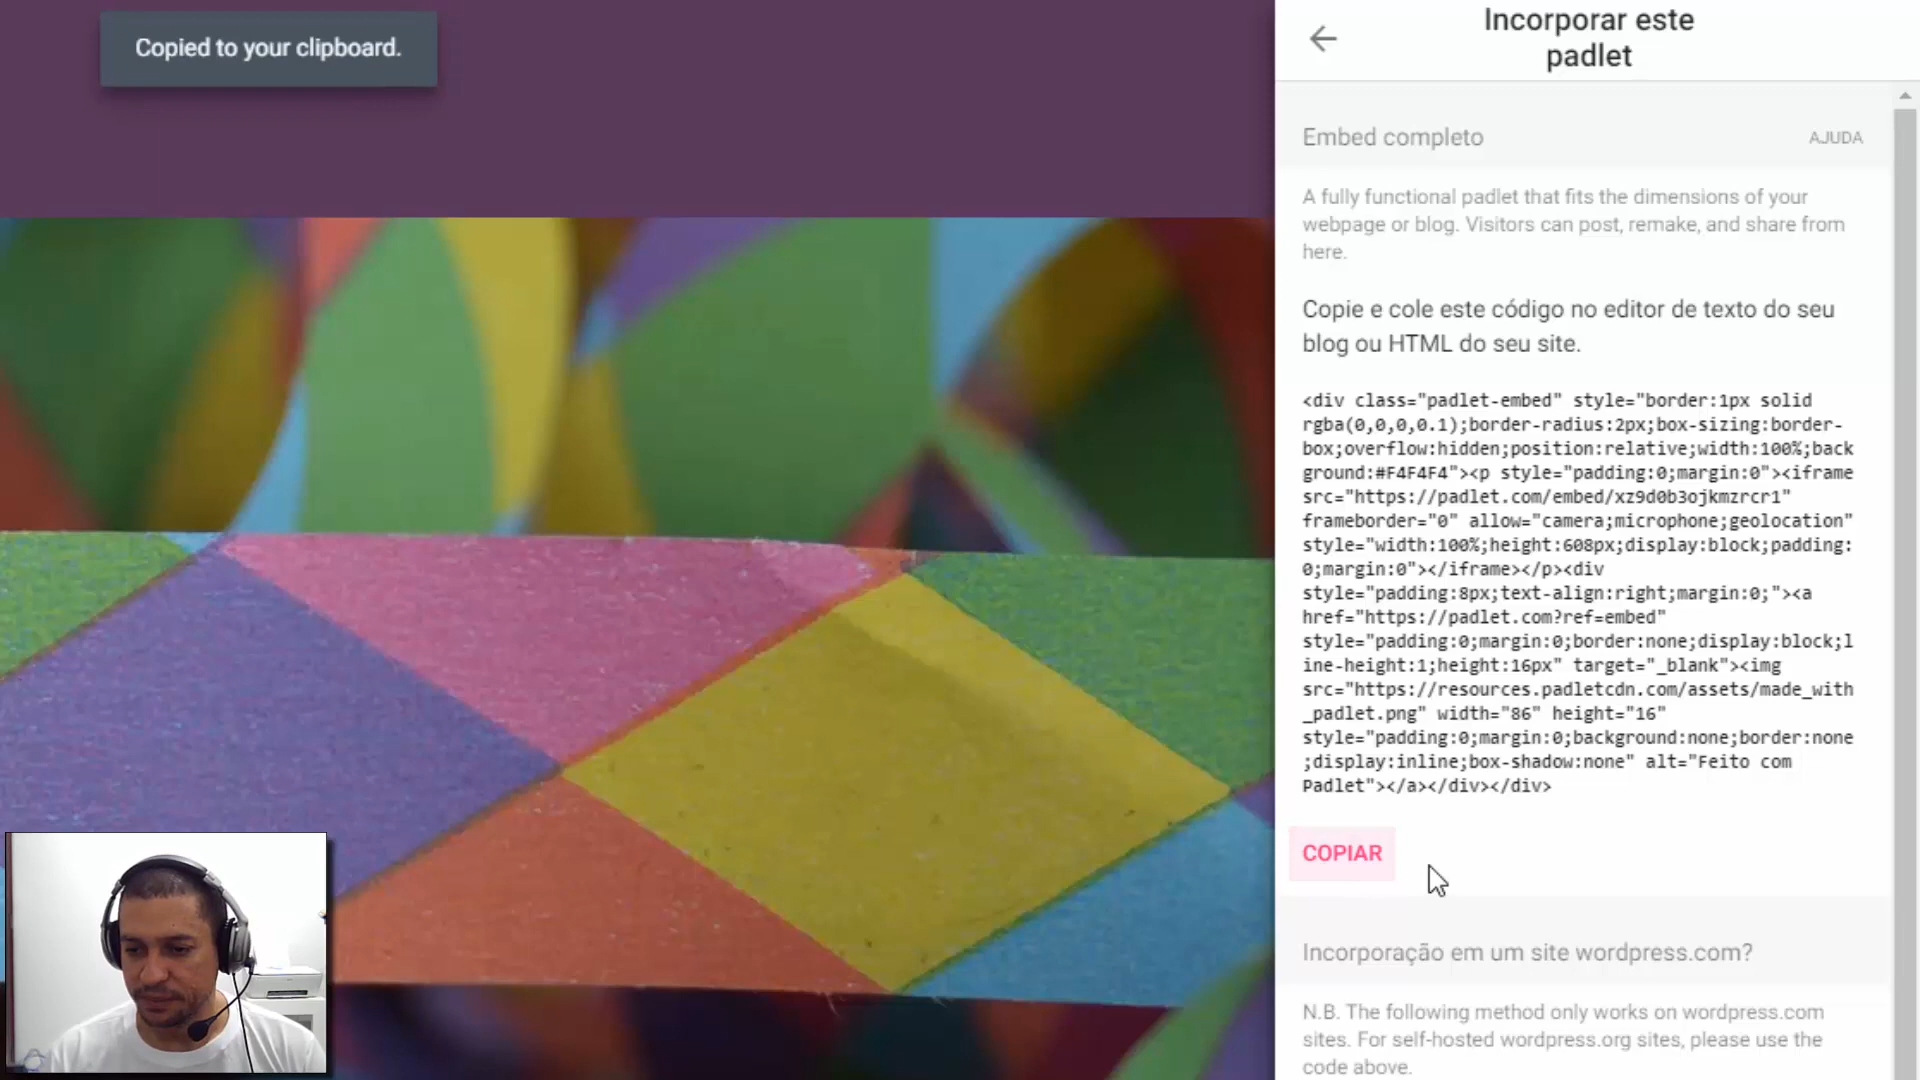 Copied to your clipboard.
Incorporar este
padlet
Embed completo
AJUDA
A fully functional padlet that fits the dimensions of your
webpage or blog. Visitors can post, remake, and share from
here.
Copie e cole este código no editor de texto do seu
blog ou HTML do seu site.
<div class="padlet-embed" style="border:1px solid
rgba(0,0,0,0.1);border-radius:2px;box-sizing:border-
box;overflow:hidden;position:relative;width:100%;back
ground:#F4F4F4"><p style="padding:0;margin:0"><iframe
src="https://padlet.com/embed/xz9d0b3ojkmzrcr1"
frameborder="0" allow="camera;microphone;geolocation"
style="width:100%;height:608px;display:block;padding:
0;margin:0"></iframe></p><div
style="padding:8px;text-align:right;margin:0;"><a
href="https://padlet.com?ref=embed"
style="padding:0;margin:0;border:none;display:block;l
ine-height:1;height:16px" target="_blank"><img
src="https://resources.padletcdn.com/assets/made_with
_padlet.png" width="86" height="16"
style="padding:0;margin:0;background:none;border:none
;display:inline;box-shadow:none" alt="Feito com
Padlet"></a></div></div>
COPIAR
Incorporação em um site wordpress.com?
N.B. The following method only works on wordpress.com
sites. For self-hosted wordpress.org sites, please use the
code above.